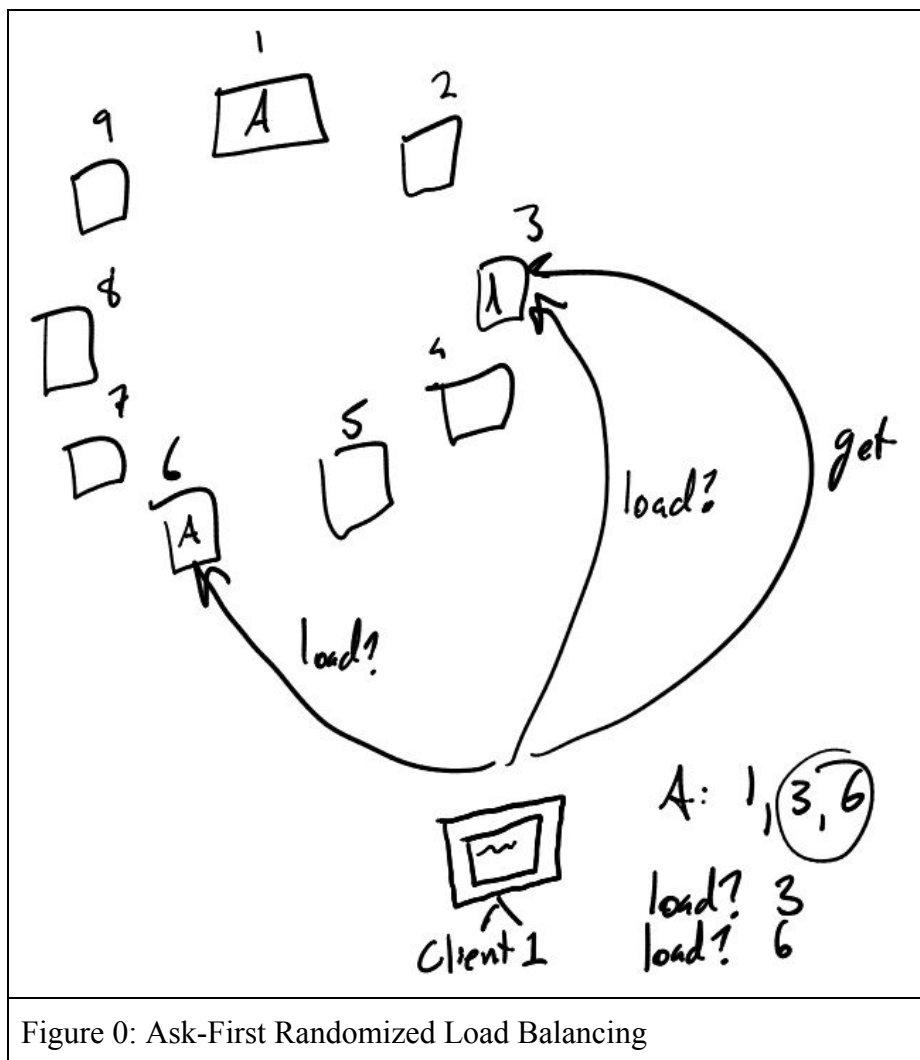 1
A
2
9
3
A
8
4
7
5
6
A
get
load?
load?
A: 1, 3, 6
load? 3
load? 6
Client 1
Figure 0: Ask-First Randomized Load Balancing